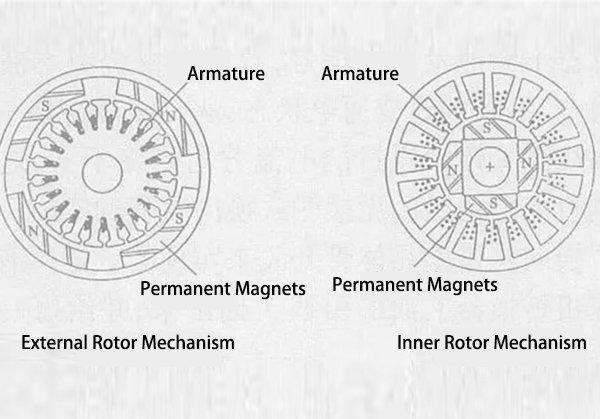 Armature
Armature
S
N
S
N
S
N
N
S
Permanent Magnets
Permanent Magnets
External Rotor Mechanism
Inner Rotor Mechanism